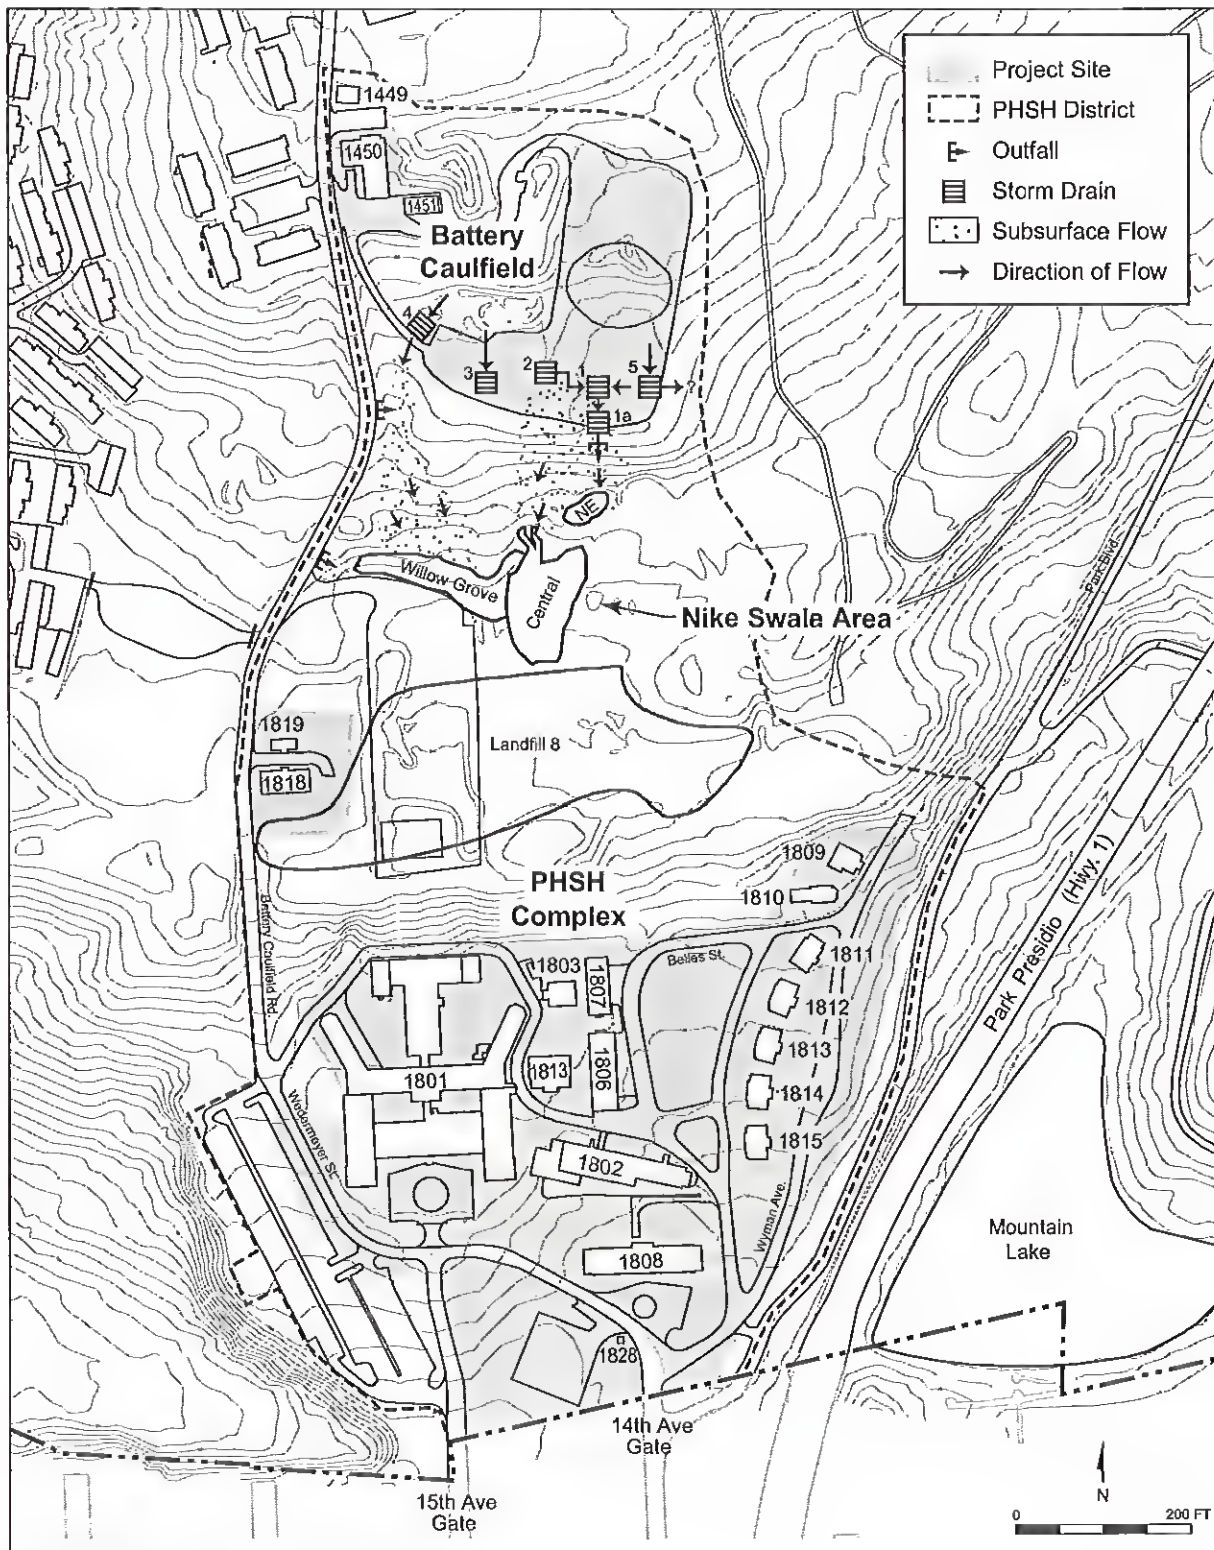 Project Site
PHSH District
Outfall
Storm Drain
Subsurface Flow
Direction of Flow
1449
1450
1451
Battery
Caulfield
4
3
2
5
?
1a
NE
Willow Grove
Central
Nike Swale Area
Park Blvd.
1819
1818
Landfill 8
PHSH
Complex
1809
1810
Battery Caulfield Rd.
Park Presidio (Hwy. 1)
1803
1807
Belles St.
1811
1812
1813
1801
1813
1806
1814
1815
Wedermeyer St.
1802
Wyman Ave.
1808
Mountain
Lake
1828
14th Ave
Gate
15th Ave
Gate
N
0 200 FT